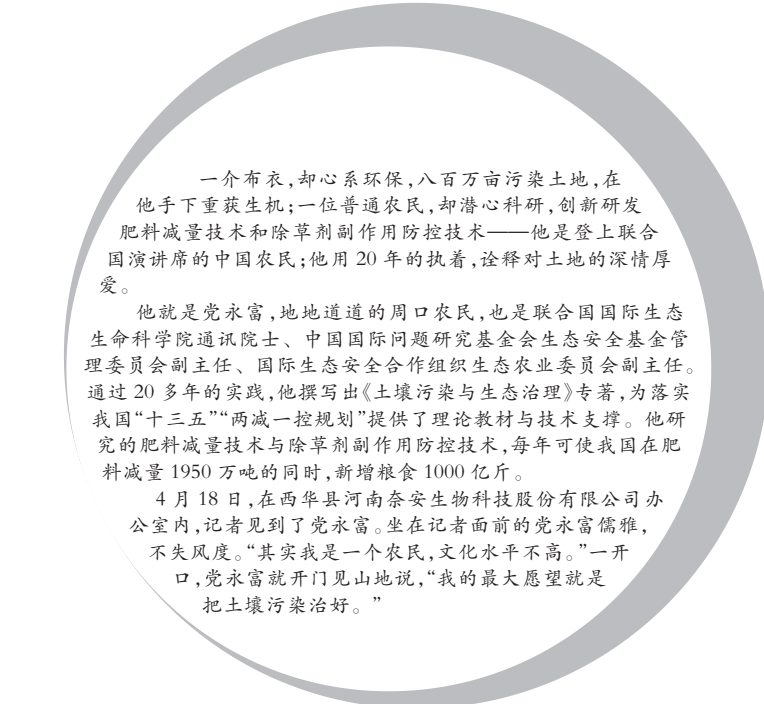 一介布衣,却心系环保,八百万亩污染土地,在
他手下重获生机;一位普通农民,却潜心科研,创新研发
肥料减量技术和除草剂副作用防控技术——他是登上联合
国演讲席的中国农民;他用 20 年的执着,诠释对土地的深情厚
爱。
他就是党永富,地地道道的周口农民,也是联合国国际生态
生命科学院通讯院士、中国国际问题研究基金会生态安全基金管
理委员会副主任、国际生态安全合作组织生态农业委员会副主任。
通过 20 多年的实践,他撰写出《土壤污染与生态治理》专著,为落实
我国“十三五”“两减一控规划”提供了理论教材与技术支撑。他研
究的肥料减量技术与除草剂副作用防控技术,每年可使我国在肥
料减量 1950 万吨的同时,新增粮食 1000 亿斤。
4 月 18 日,在西华县河南奈安生物科技股份有限公司办
公室内,记者见到了党永富。坐在记者面前的党永富儒雅,
不失风度。“其实我是一个农民,文化水平不高。”一开
口,党永富就开门见山地说,“我的最大愿望就是
把土壤污染治好。”